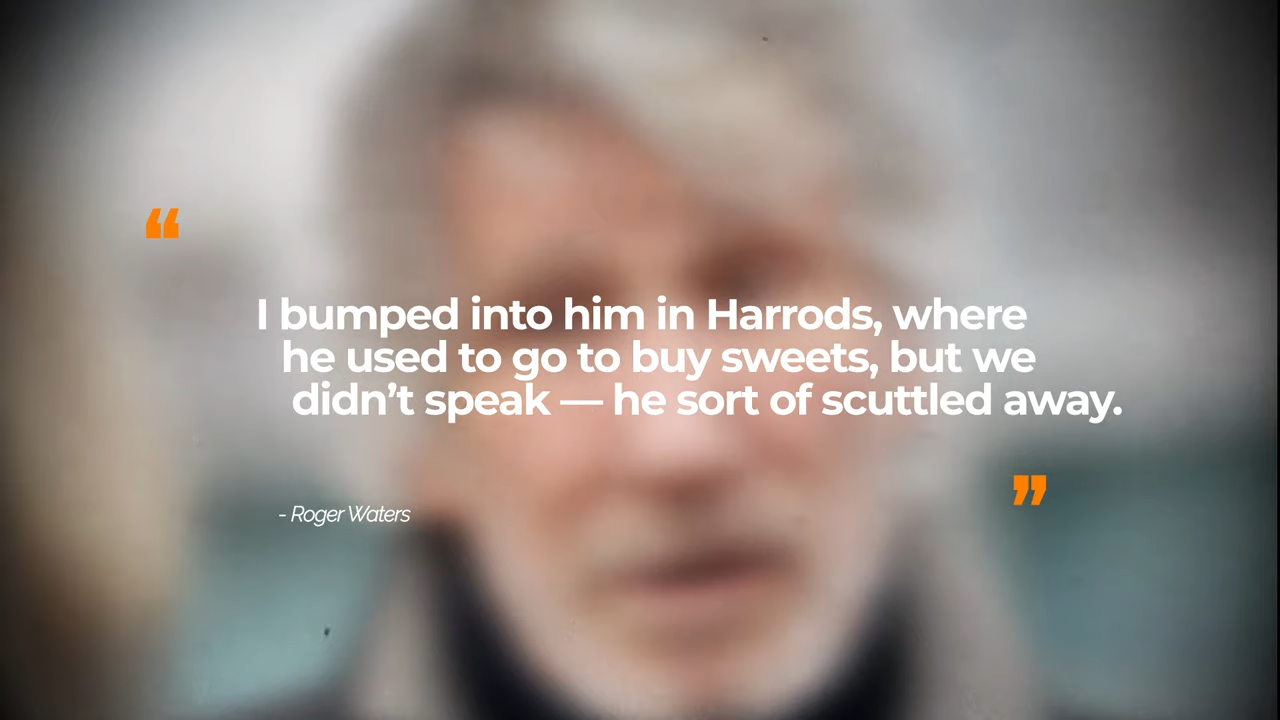 “
I bumped into him in Harrods, where
he used to go to buy sweets, but we
didn’t speak — he sort of scuttled away.
”
- Roger Waters